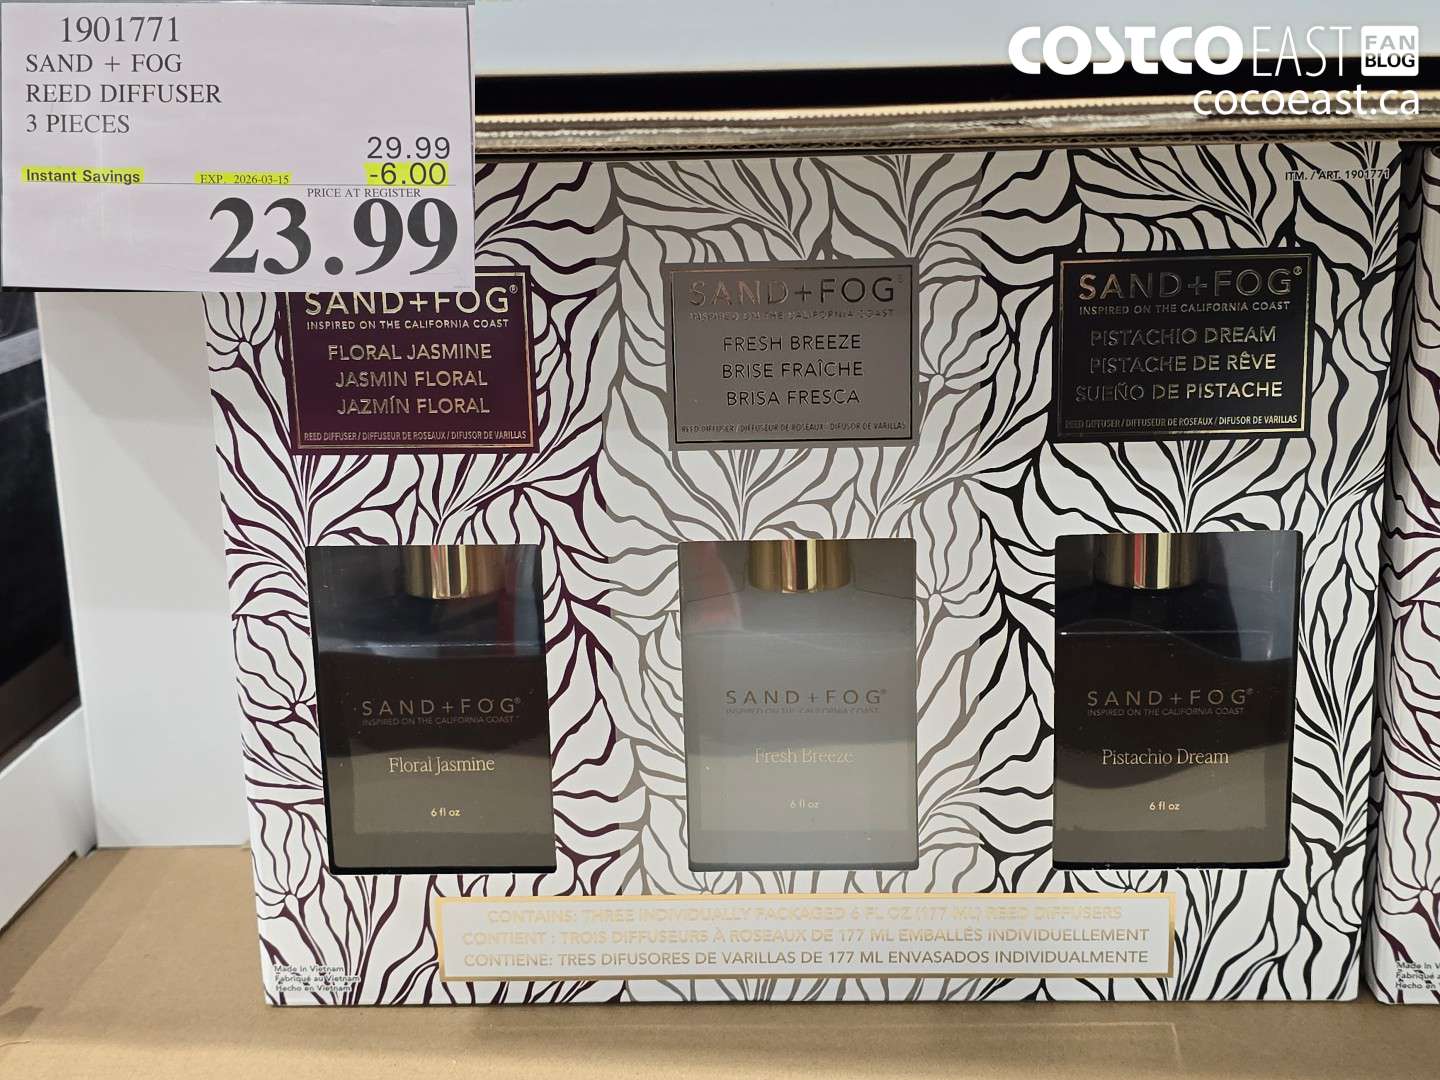 1901771
SAND + FOG
REED DIFFUSER
3 PIECES
29.99
Instant Savings EXP. 2026-03-15 -6.00
PRICE AT REGISTER
23.99
COSTCO EAST FAN BLOG
cocoeast.ca
ITM. / ART. 1901771
SAND+FOG®
INSPIRED ON THE CALIFORNIA COAST
FLORAL JASMINE
JASMIN FLORAL
JAZMÍN FLORAL
REED DIFFUSER / DIFFUSEUR DE ROSEAUX / DIFUSOR DE VARILLAS
SAND+FOG®
INSPIRED ON THE CALIFORNIA COAST
FRESH BREEZE
BRISE FRAÎCHE
BRISA FRESCA
REED DIFFUSER / DIFFUSEUR DE ROSEAUX / DIFUSOR DE VARILLAS
SAND+FOG®
INSPIRED ON THE CALIFORNIA COAST
PISTACHIO DREAM
PISTACHE DE RÊVE
SUEÑO DE PISTACHE
REED DIFFUSER / DIFFUSEUR DE ROSEAUX / DIFUSOR DE VARILLAS
SAND+FOG®
INSPIRED ON THE CALIFORNIA COAST
Floral Jasmine
6 fl oz
SAND+FOG®
INSPIRED ON THE CALIFORNIA COAST
Fresh Breeze
6 fl oz
SAND+FOG®
INSPIRED ON THE CALIFORNIA COAST
Pistachio Dream
6 fl oz
CONTAINS: THREE INDIVIDUALLY PACKAGED 6 FL OZ (177 ML) REED DIFFUSERS
CONTIENT : TROIS DIFFUSEURS À ROSEAUX DE 177 ML EMBALLÉS INDIVIDUELLEMENT
CONTIENE: TRES DIFUSORES DE VARILLAS DE 177 ML ENVASADOS INDIVIDUALMENTE
Made in Vietnam
Fabriqué au Vietnam
Hecho en Vietnam
Made in
Fabriqué
Hecho en